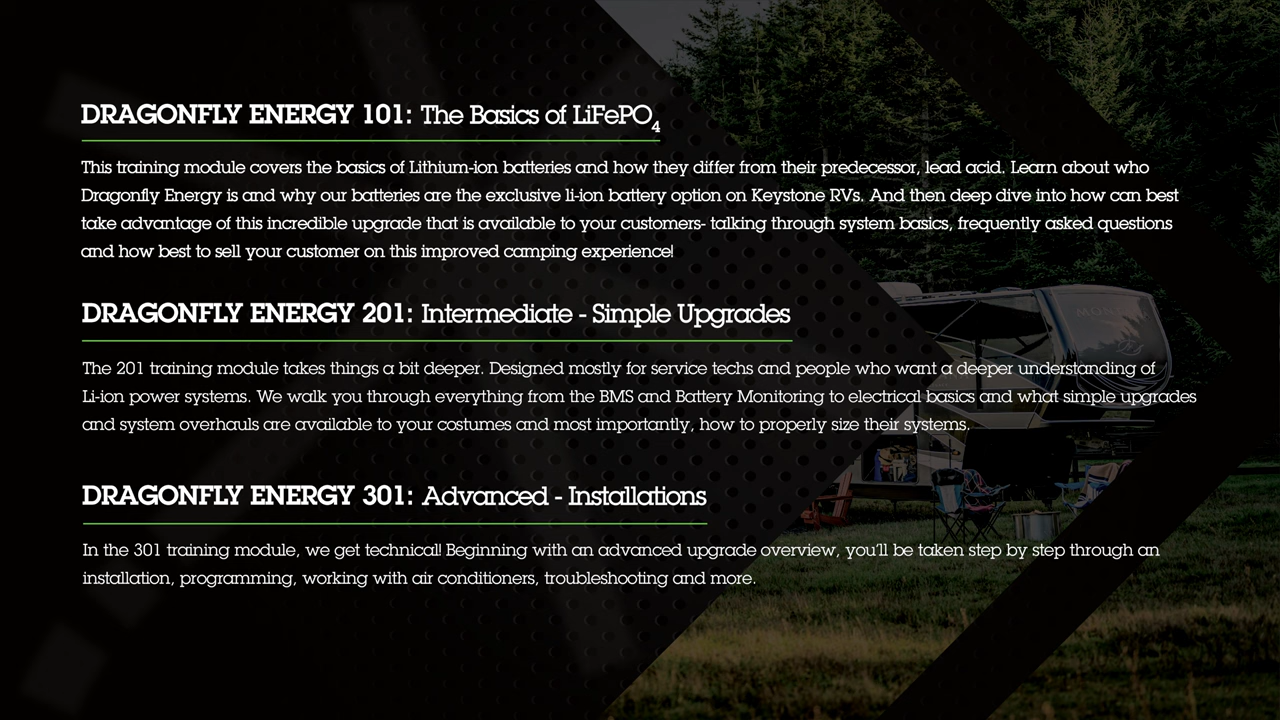 DRAGONFLY ENERGY 101: The Basics of LiFePO₄
This training module covers the basics of Lithium-ion batteries and how they differ from their predecessor, lead acid. Learn about who
Dragonfly Energy is and why our batteries are the exclusive li-ion battery option on Keystone RVs. And then deep dive into how can best
take advantage of this incredible upgrade that is available to your customers- talking through system basics, frequently asked questions
and how best to sell your customer on this improved camping experience!
DRAGONFLY ENERGY 201: Intermediate - Simple Upgrades
The 201 training module takes things a bit deeper. Designed mostly for service techs and people who want a deeper understanding of
Li-ion power systems. We walk you through everything from the BMS and Battery Monitoring to electrical basics and what simple upgrades
and system overhauls are available to your costumes and most importantly, how to properly size their systems.
DRAGONFLY ENERGY 301: Advanced - Installations
In the 301 training module, we get technical! Beginning with an advanced upgrade overview, you'll be taken step by step through an
installation, programming, working with air conditioners, troubleshooting and more.